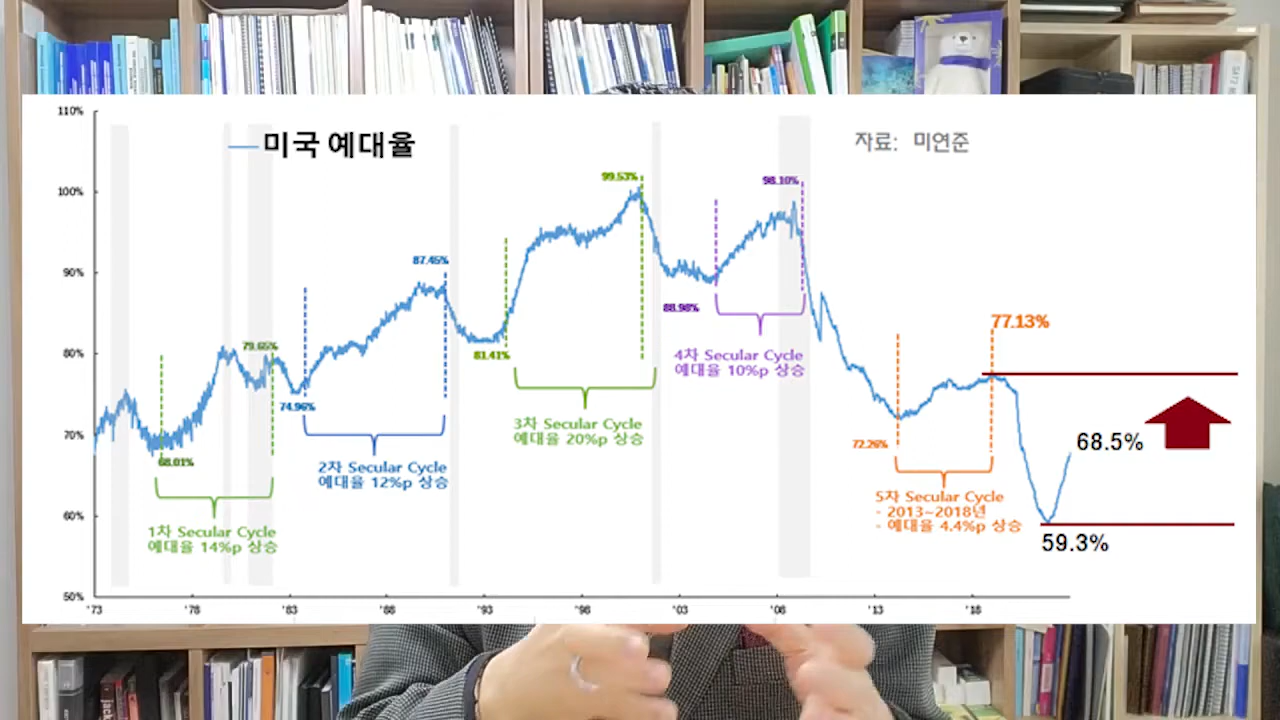 110%
미국 예대율
자료: 미연준
100%
99.53%
98.10%
90%
87.45%
88.98%
80%
79.65%
81.41%
77.13%
4차 Secular Cycle
예대율 10%p 상승
74.96%
3차 Secular Cycle
예대율 20%p 상승
70%
68.01%
72.26%
68.5%
2차 Secular Cycle
예대율 12%p 상승
5차 Secular Cycle
- 2013~2018년
- 예대율 4.4%p 상승
60%
1차 Secular Cycle
예대율 14%p 상승
59.3%
50%
'73 '78 '83 '88 '93 '98 '03 '08 '13 '18